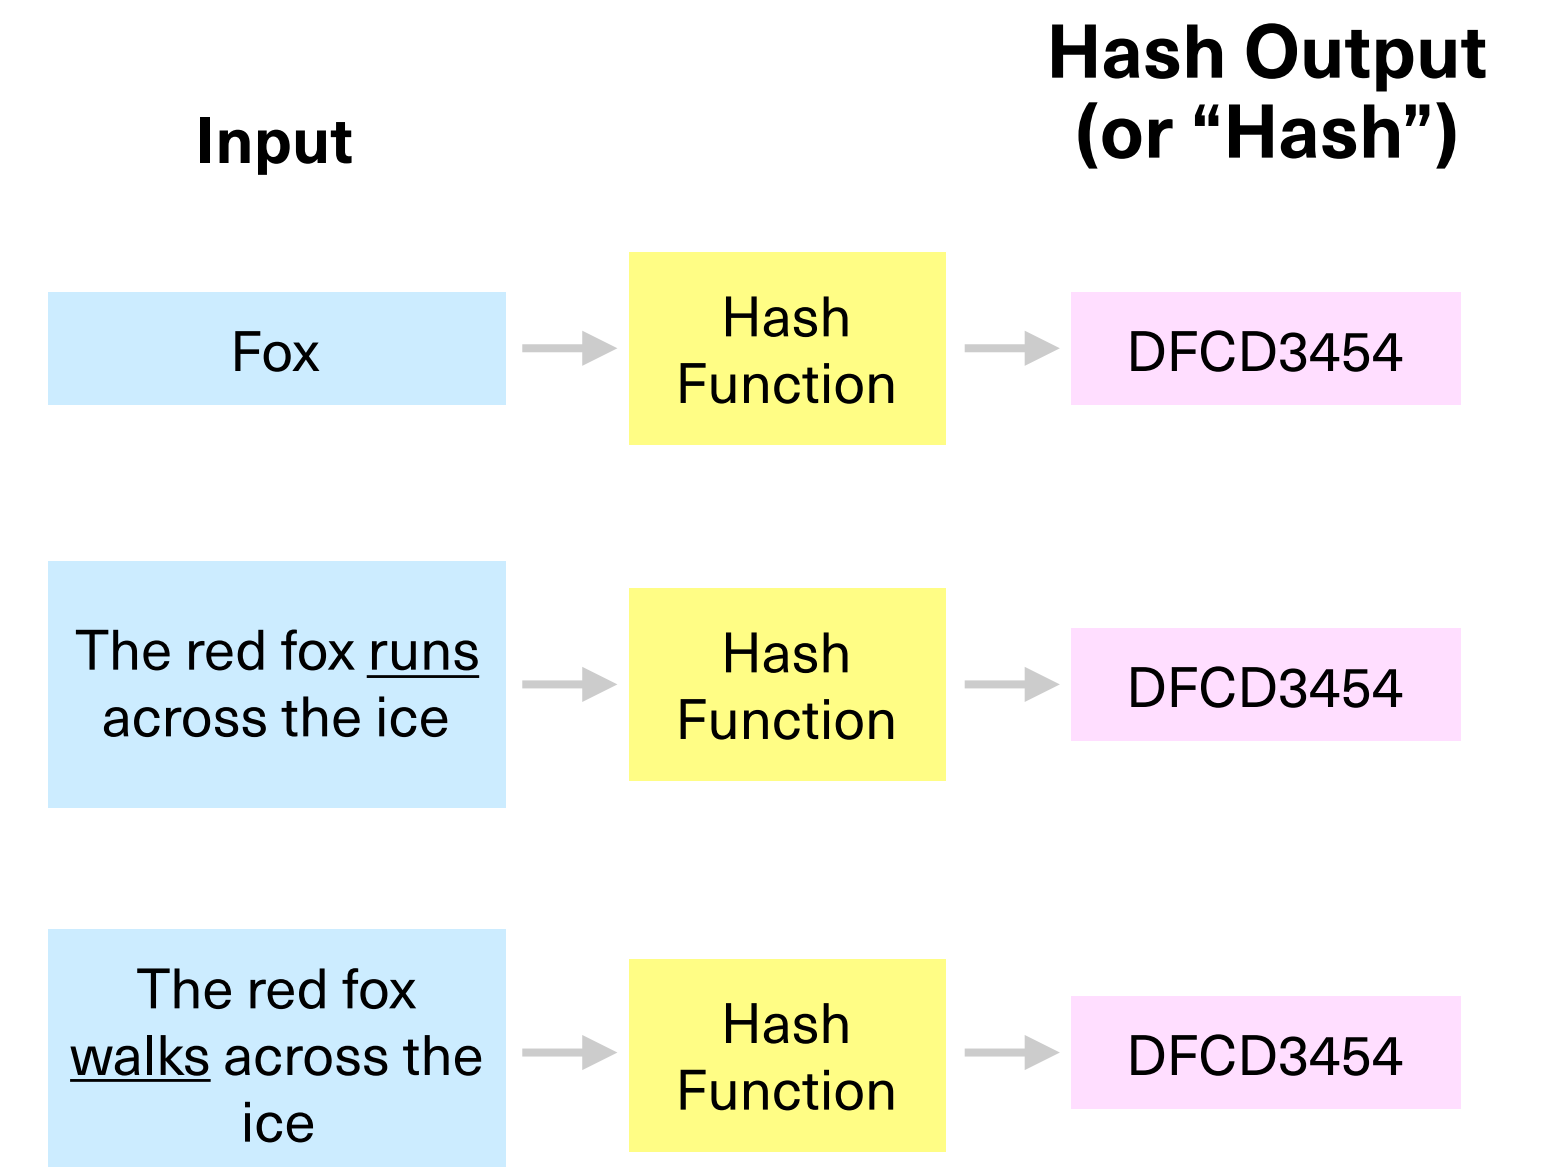 Input
Hash Output
(or “Hash”)
Fox
Hash
Function
DFCD3454
The red fox runs
across the ice
Hash
Function
DFCD3454
The red fox
walks across the
ice
Hash
Function
DFCD3454